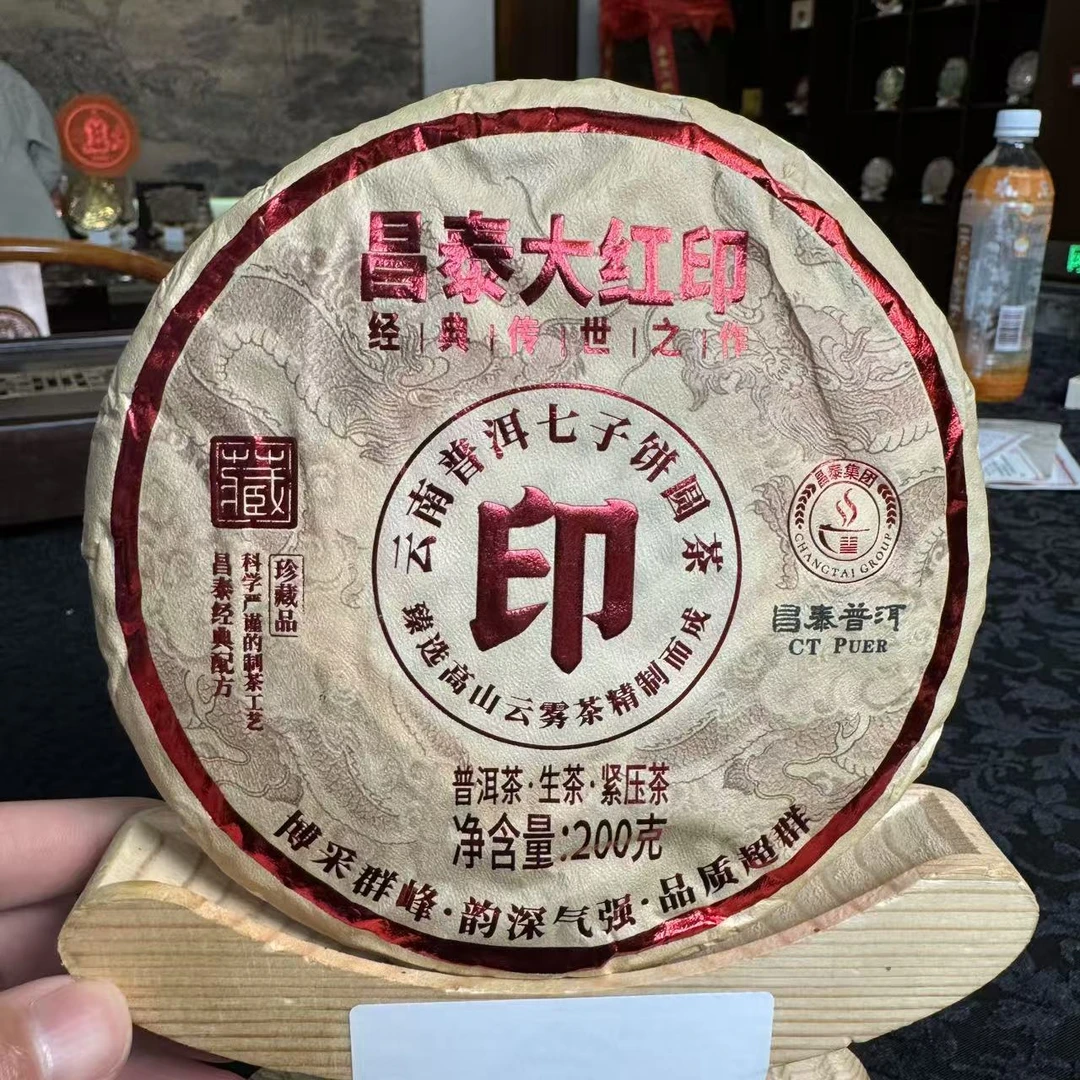 昌泰大红印
经|典|传|世|之|作
云南普洱七子饼圆茶
印
臻选高山云雾茶精制而成
藏
珍藏品
科学严谨的制茶工艺
昌泰经典配方
昌泰集团
CHANGTAI GROUP
昌泰普洱
CT PUER
普洱茶·生茶·紧压茶
净含量:200克
博采群峰·韵深气强·品质超群